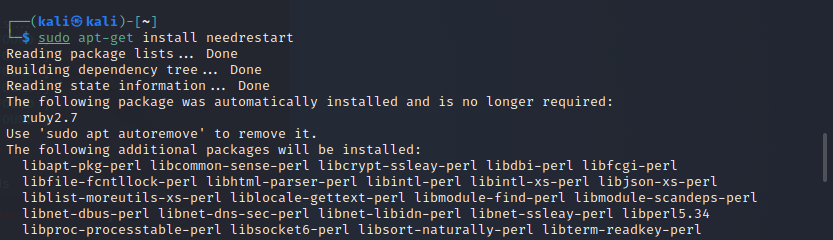 ┌──(kali㉿kali)-[~]
└─$ sudo apt-get install needrestart
Reading package lists... Done
Building dependency tree... Done
Reading state information... Done
The following package was automatically installed and is no longer required:
  ruby2.7
Use 'sudo apt autoremove' to remove it.
The following additional packages will be installed:
  libapt-pkg-perl libcommon-sense-perl libcrypt-ssleay-perl libdbi-perl libfcgi-perl
  libfile-fcntllock-perl libhtml-parser-perl libintl-perl libintl-xs-perl libjson-xs-perl
  liblist-moreutils-xs-perl liblocale-gettext-perl libmodule-find-perl libmodule-scandeps-perl
  libnet-dbus-perl libnet-dns-sec-perl libnet-libidn-perl libnet-ssleay-perl libperl5.34
  libproc-processtable-perl libsocket6-perl libsort-naturally-perl libterm-readkey-perl